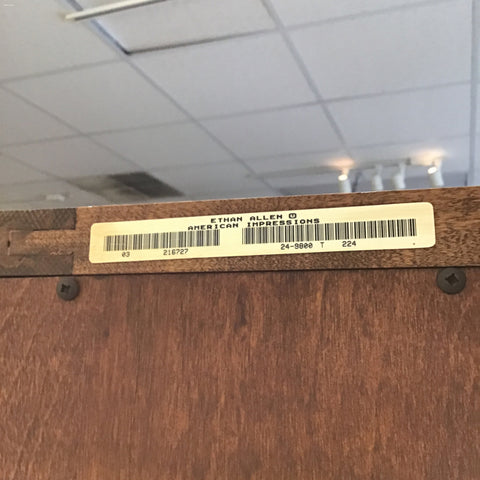 ETHAN ALLEN
AMERICAN IMPRESSIONS
03 216727 24-9800 T 224